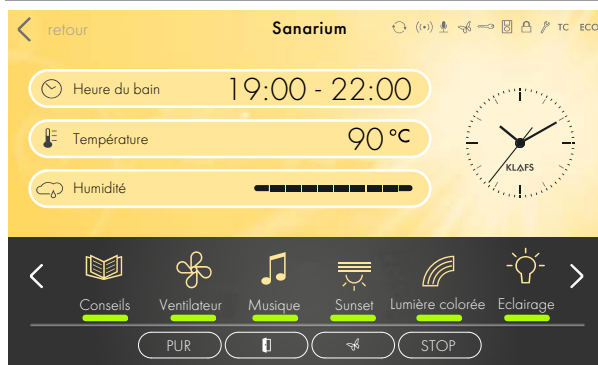 retour Sanarium TC ECO
Heure du bain 19:00 - 22:00
Température 90 °C
KLAFS
Humidité
Conseils Ventilateur Musique Sunset Lumière colorée Eclairage
PUR STOP